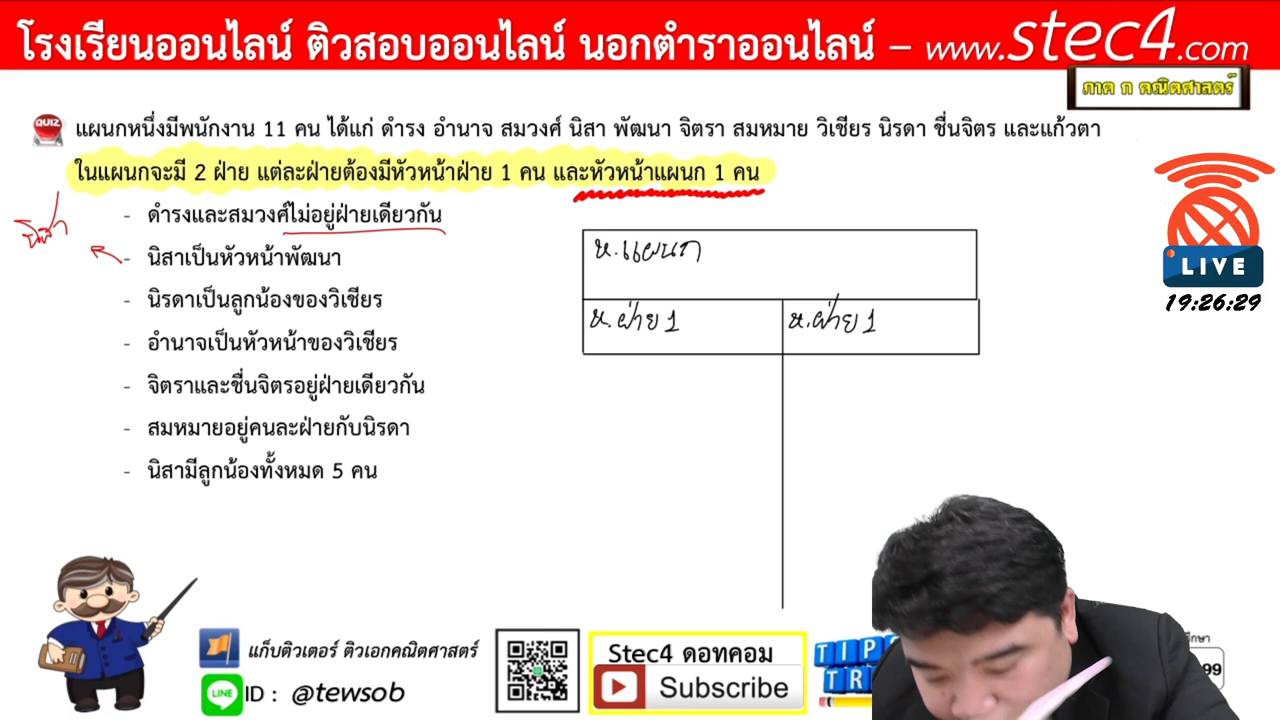 โรงเรียนออนไลน์ ติวสอบออนไลน์ นอกตำราออนไลน์ – www.stec4.com
ภาค ก คณิตศาสตร์
QUIZ
แผนกหนึ่งมีพนักงาน 11 คน ได้แก่ ดำรง อำนาจ สมวงศ์ นิสา พัฒนา จิตรา สมหมาย วิเชียร นิรดา ชื่นจิตร และแก้วตา
ในแผนกจะมี 2 ฝ่าย แต่ละฝ่ายต้องมีหัวหน้าฝ่าย 1 คน และหัวหน้าแผนก 1 คน
- ดำรงและสมวงศ์ไม่อยู่ฝ่ายเดียวกัน
นิสา
- นิสาเป็นหัวหน้าพัฒนา
- นิรดาเป็นลูกน้องของวิเชียร
- อำนาจเป็นหัวหน้าของวิเชียร
- จิตราและชื่นจิตรอยู่ฝ่ายเดียวกัน
- สมหมายอยู่คนละฝ่ายกับนิรดา
- นิสามีลูกน้องทั้งหมด 5 คน
ห.แผนก
ห.ฝ่าย 1
ห.ฝ่าย 1
LIVE
19:26:29
แก็บติวเตอร์ ติวเอกคณิตศาสตร์
LINE
ID : @tewsob
Stec4 ดอทคอม
Subscribe
TIPS
TR
99